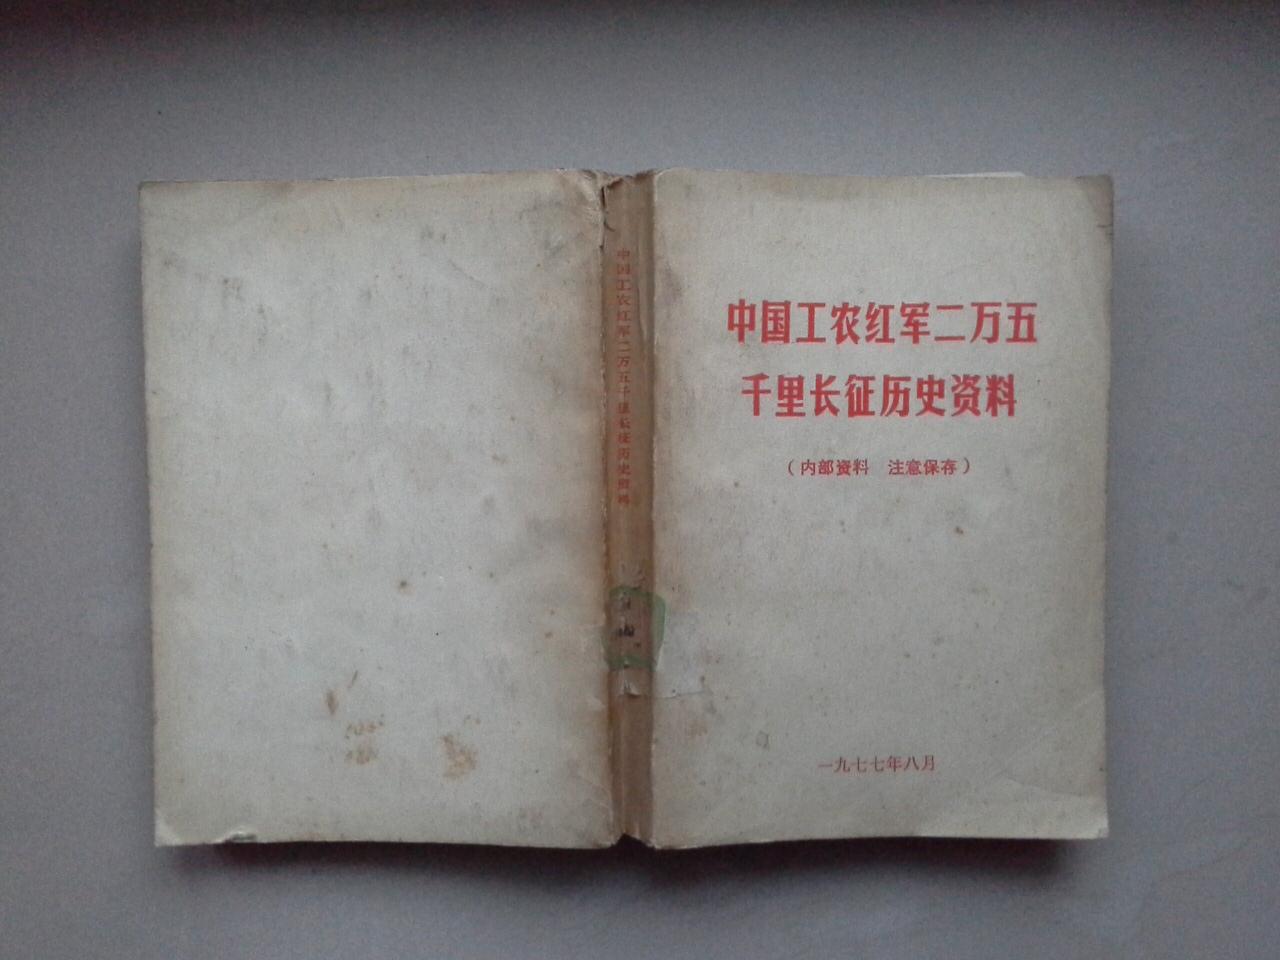 中国工农红军二万五千里长征历史资料
中国工农红军二万五
千里长征历史资料
（内部资料 注意保存）
一九七七年八月